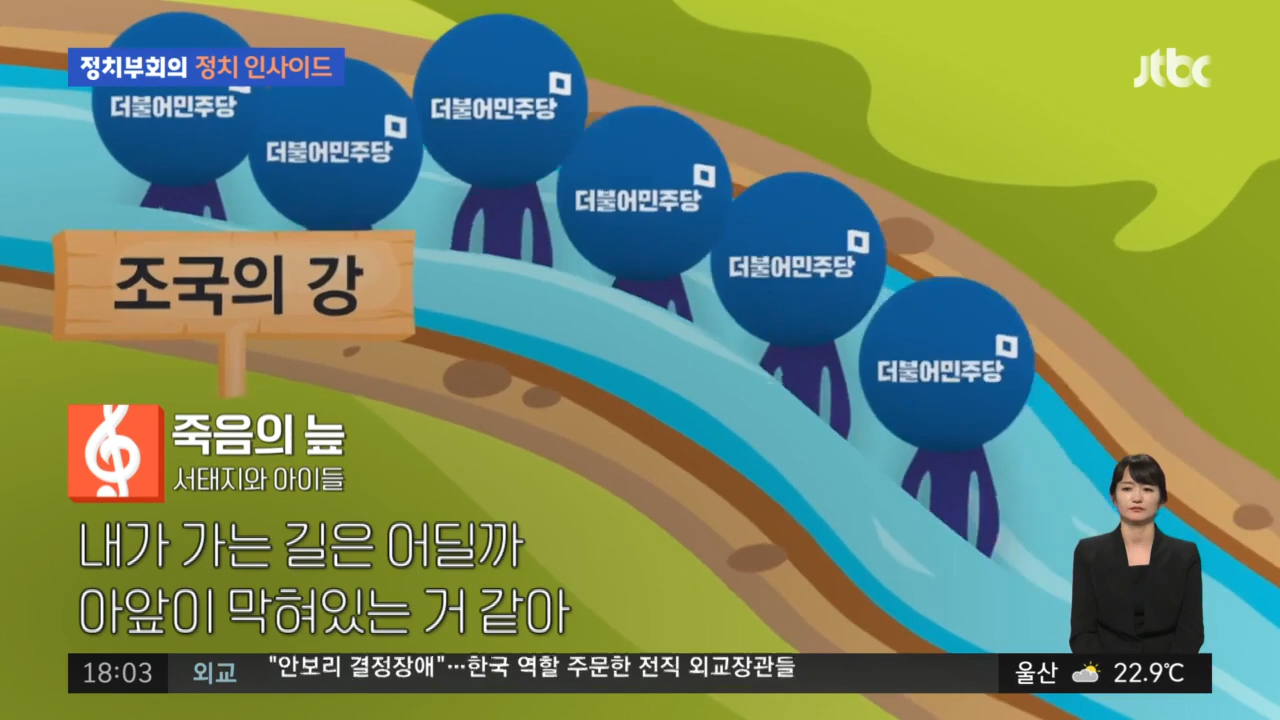 정치부회의 정치 인사이드
jtbc
더불어민주당
더불어민주당
더불어민주당
더불어민주당
더불어민주당
더불어민주당
조국의 강
죽음의 늪
서태지와 아이들
내가 가는 길은 어딜까
아앞이 막혀있는 거 같아
18:03 외교 "안보리 결정장애"…한국 역할 주문한 전직 외교장관들 울산 22.9℃